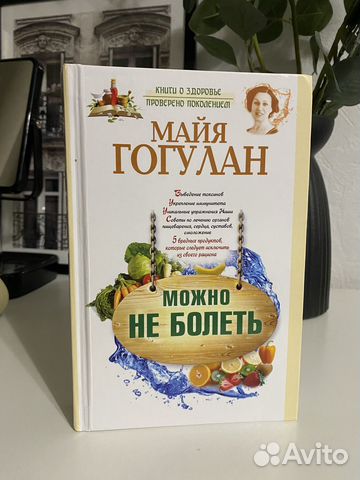 КНИГИ О ЗДОРОВЬЕ
ПРОВЕРЕНО ПОКОЛЕНИЕМ
МАЙЯ
ГОГУЛАН
Выведение токсинов
Укрепление иммунитета
Уникальные упражнения Ниши
Советы по лечению органов
пищеварения, сердца, суставов,
омоложение
5 вредных продуктов,
которые следует исключить
из своего рациона
МОЖНО
НЕ БОЛЕТЬ
Avito